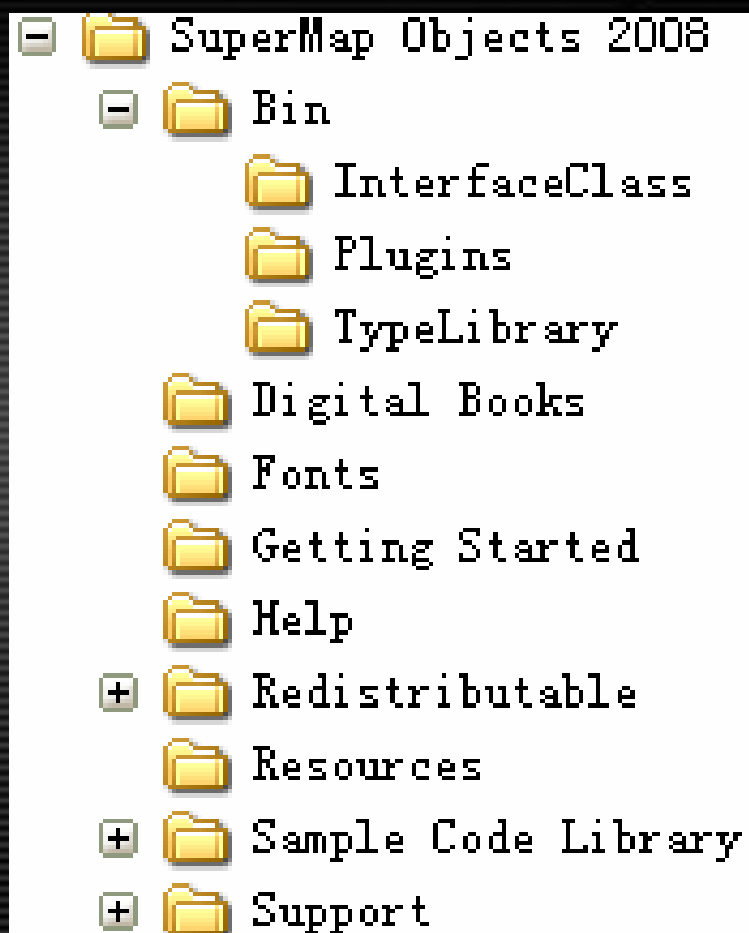 SuperMap Objects 2008
Bin
InterfaceClass
Plugins
TypeLibrary
Digital Books
Fonts
Getting Started
Help
Redistributable
Resources
Sample Code Library
Support